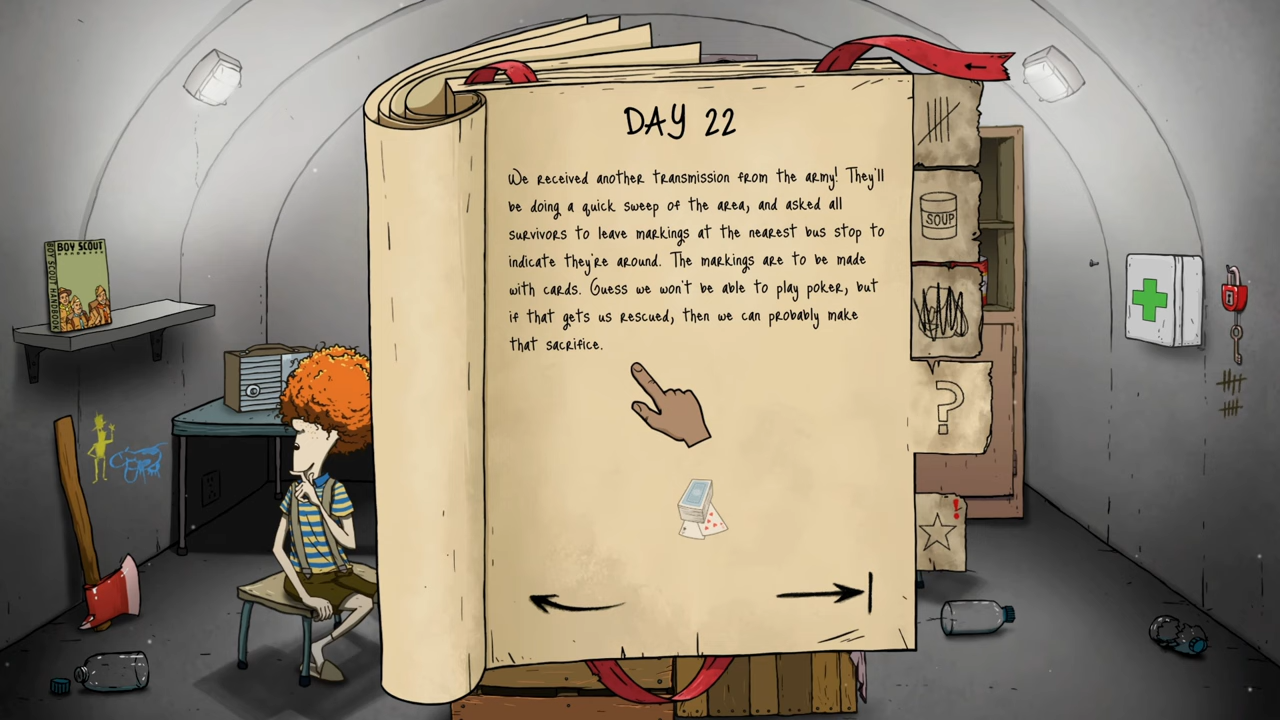 DAY 22
We received another transmission from the army! They'll
be doing a quick sweep of the area, and asked all
survivors to leave markings at the nearest bus stop to
indicate they're around. The markings are to be made
with cards. Guess we won't be able to play poker, but
if that gets us rescued, then we can probably make
that sacrifice.
SOUP
?
!
BOY SCOUT
HANDBOOK
BOY SCOUT HANDBOOK